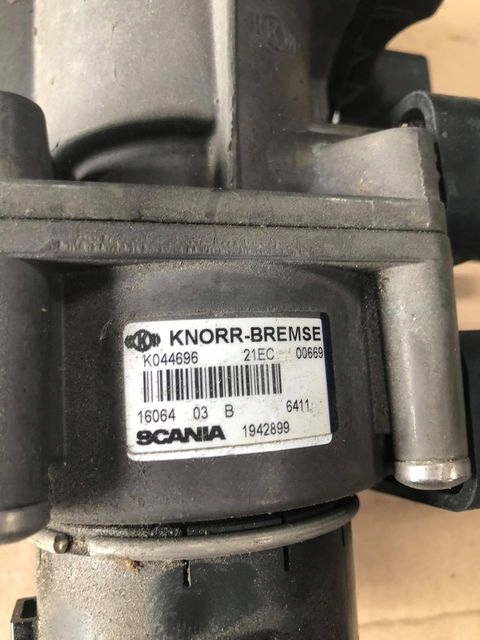 KNORR-BREMSE
K044696 21EC 00669
16064 03 B 6411
SCANIA 1942899